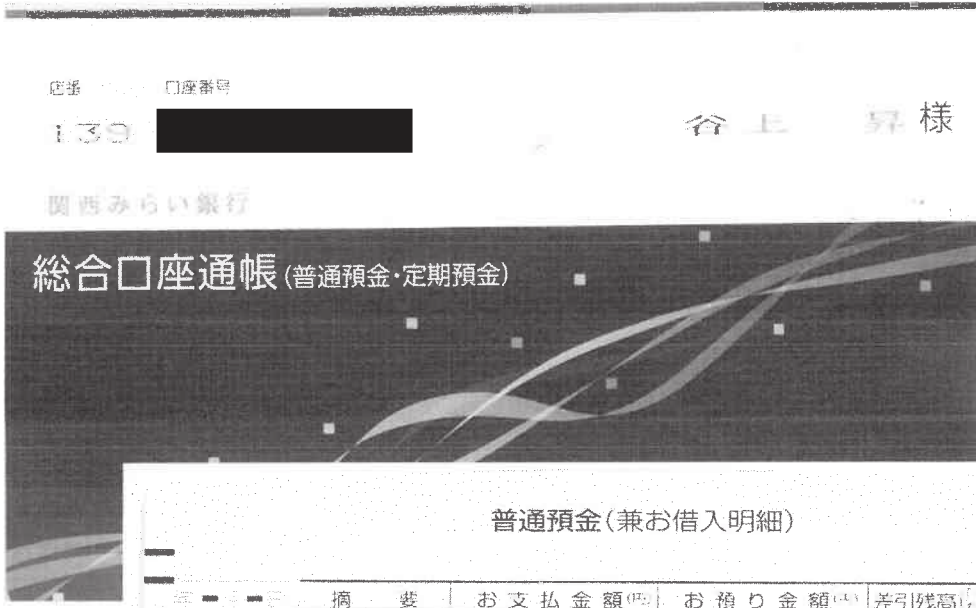 店番 口座番号
139
谷上 昇 様
関西みらい銀行
総合口座通帳(普通預金・定期預金)
普通預金(兼お借入明細)
摘 要 お支払金額(円) お預り金額(円) 差引残高